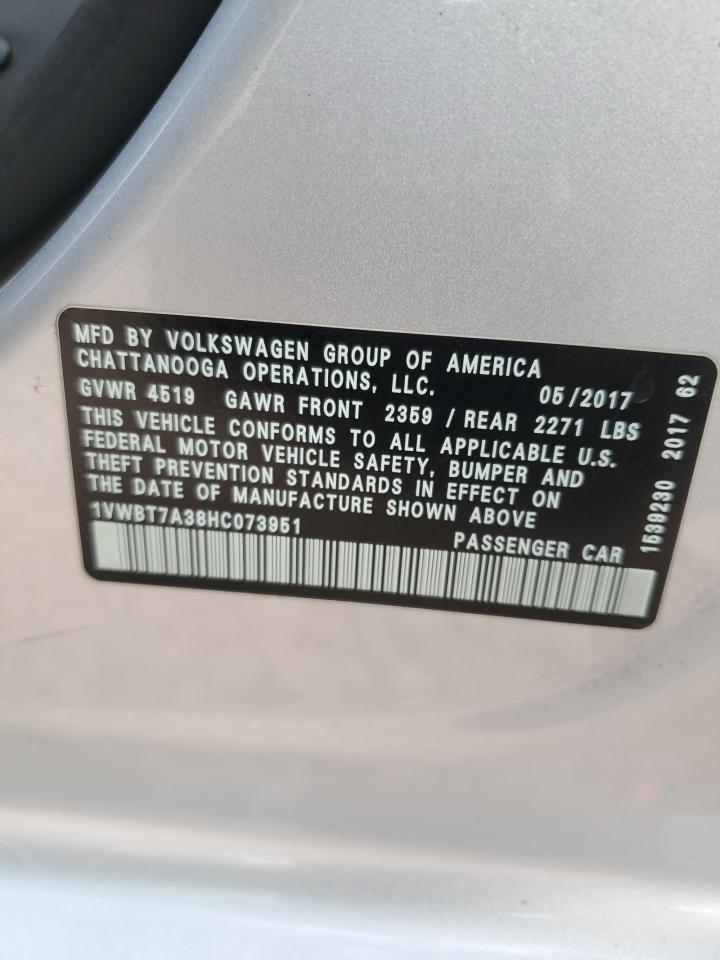 MFD BY VOLKSWAGEN GROUP OF AMERICA
CHATTANOOGA OPERATIONS, LLC. 05/2017
GVWR 4519 GAWR FRONT 2359 / REAR 2271 LBS
THIS VEHICLE CONFORMS TO ALL APPLICABLE U.S.
FEDERAL MOTOR VEHICLE SAFETY, BUMPER AND
THEFT PREVENTION STANDARDS IN EFFECT ON
THE DATE OF MANUFACTURE SHOWN ABOVE
1VWBT7A38HC073951 PASSENGER CAR
1539230 2017 62